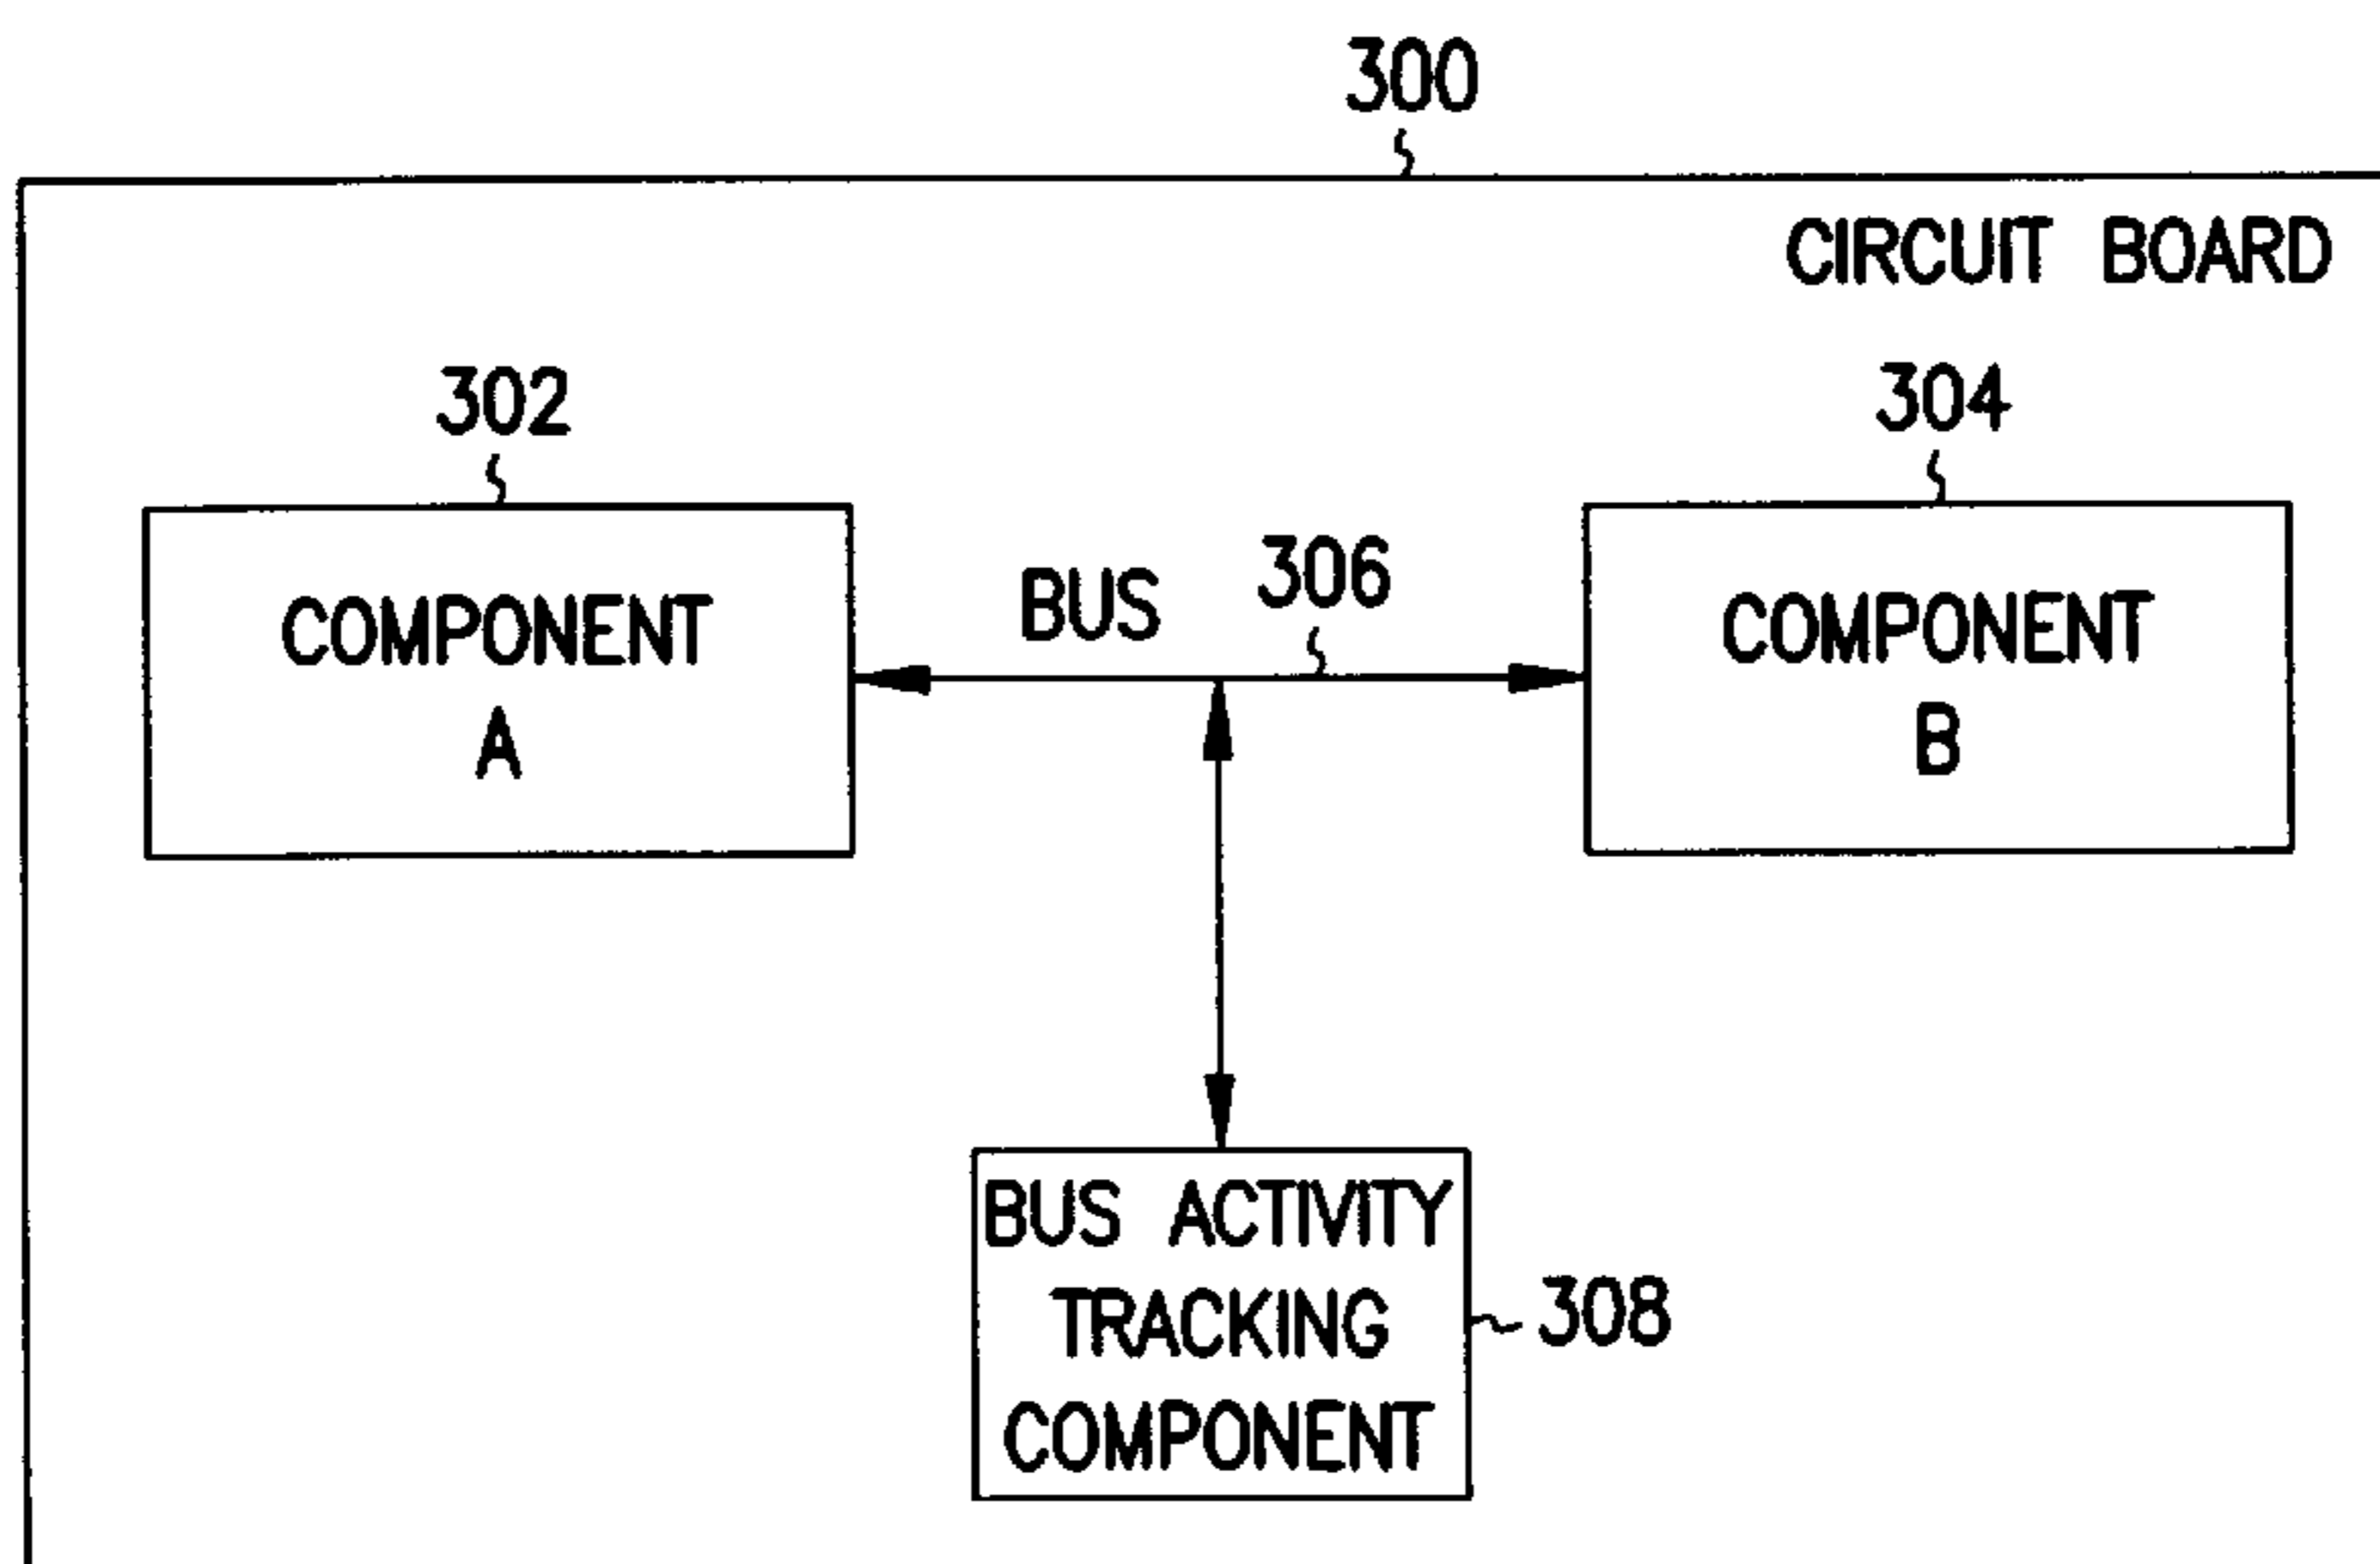 300
CIRCUIT BOARD
302
304
BUS
306
COMPONENT
A
COMPONENT
B
BUS ACTIVITY
TRACKING
COMPONENT
308